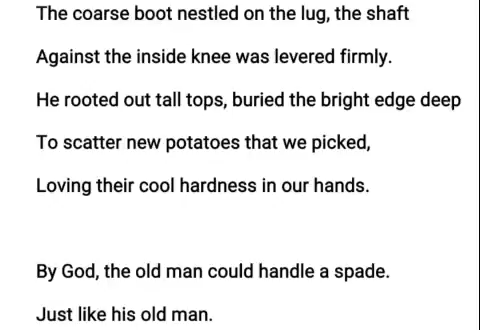 The coarse boot nestled on the lug, the shaft
Against the inside knee was levered firmly.
He rooted out tall tops, buried the bright edge deep
To scatter new potatoes that we picked,
Loving their cool hardness in our hands.

By God, the old man could handle a spade.
Just like his old man.